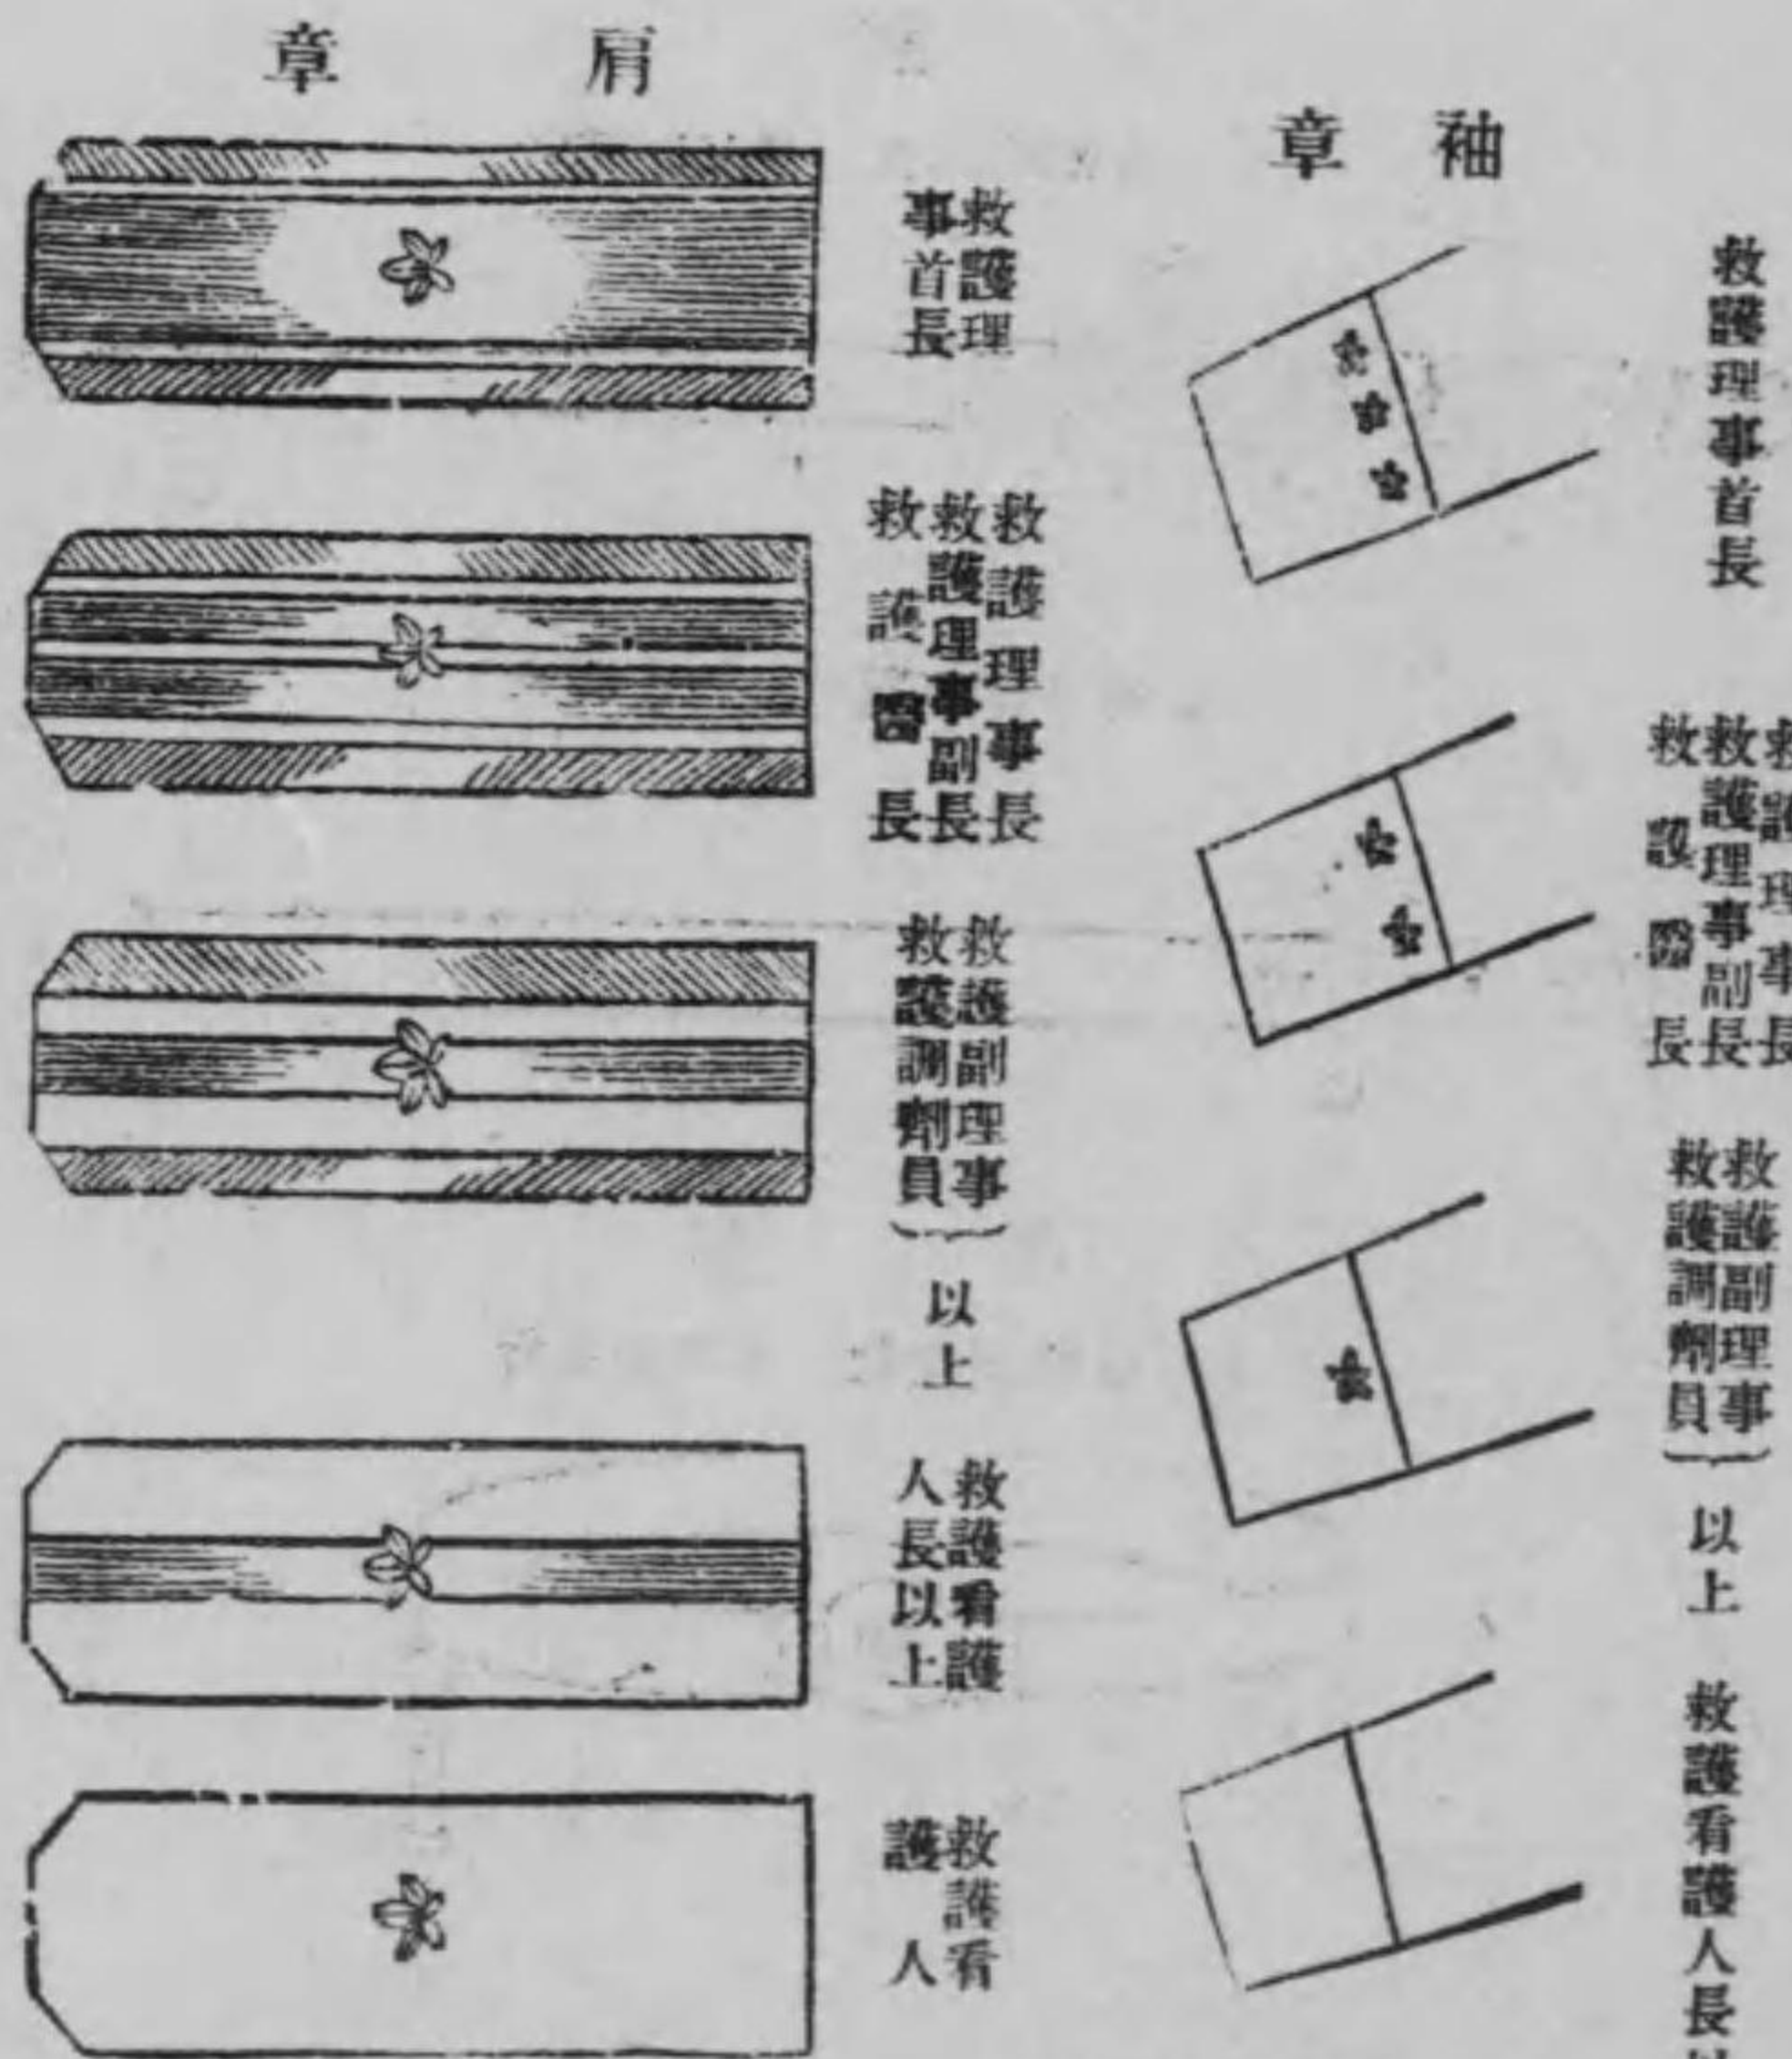 袖章
救護理事首長
救護理事長
救護理事副長
救護醫長
救護副理事
救護調劑員
以上
救護看護人長
肩章
救護理
事首長
救護理事長
救護理事副長
救護醫長
救護副理事
救護調劑員
以上
救護看護
人長以上
救護看
護人